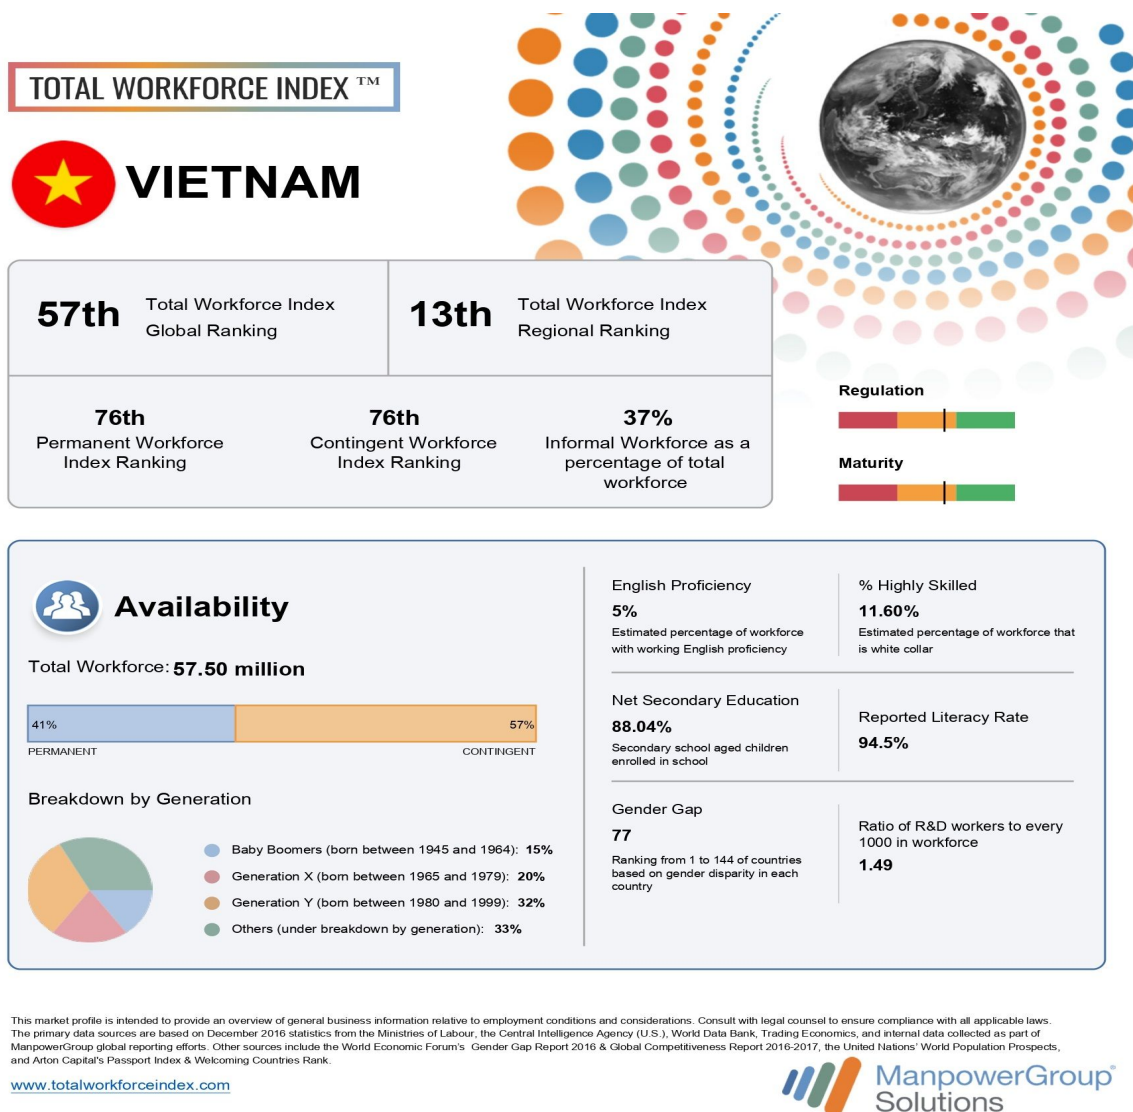 TOTAL WORKFORCE INDEX ™
VIETNAM
57th
Total Workforce Index
Global Ranking
13th
Total Workforce Index
Regional Ranking
76th
Permanent Workforce
Index Ranking
76th
Contingent Workforce
Index Ranking
37%
Informal Workforce as a
percentage of total
workforce
Regulation
Maturity
Availability
Total Workforce: 57.50 million
41%
57%
PERMANENT
CONTINGENT
Breakdown by Generation
Baby Boomers (born between 1945 and 1964): 15%
Generation X (born between 1965 and 1979): 20%
Generation Y (born between 1980 and 1999): 32%
Others (under breakdown by generation): 33%
English Proficiency
5%
Estimated percentage of workforce
with working English proficiency
% Highly Skilled
11.60%
Estimated percentage of workforce that
is white collar
Net Secondary Education
88.04%
Secondary school aged children
enrolled in school
Reported Literacy Rate
94.5%
Gender Gap
77
Ranking from 1 to 144 of countries
based on gender disparity in each
country
Ratio of R&D workers to every
1000 in workforce
1.49
This market profile is intended to provide an overview of general business information relative to employment conditions and considerations. Consult with legal counsel to ensure compliance with all applicable laws.
The primary data sources are based on December 2016 statistics from the Ministries of Labour, the Central Intelligence Agency (U.S.), World Data Bank, Trading Economics, and internal data collected as part of
ManpowerGroup global reporting efforts. Other sources include the World Economic Forum's Gender Gap Report 2016 & Global Competitiveness Report 2016-2017, the United Nations' World Population Prospects,
and Arton Capital's Passport Index & Welcoming Countries Rank.
www.totalworkforceindex.com
ManpowerGroup®
Solutions